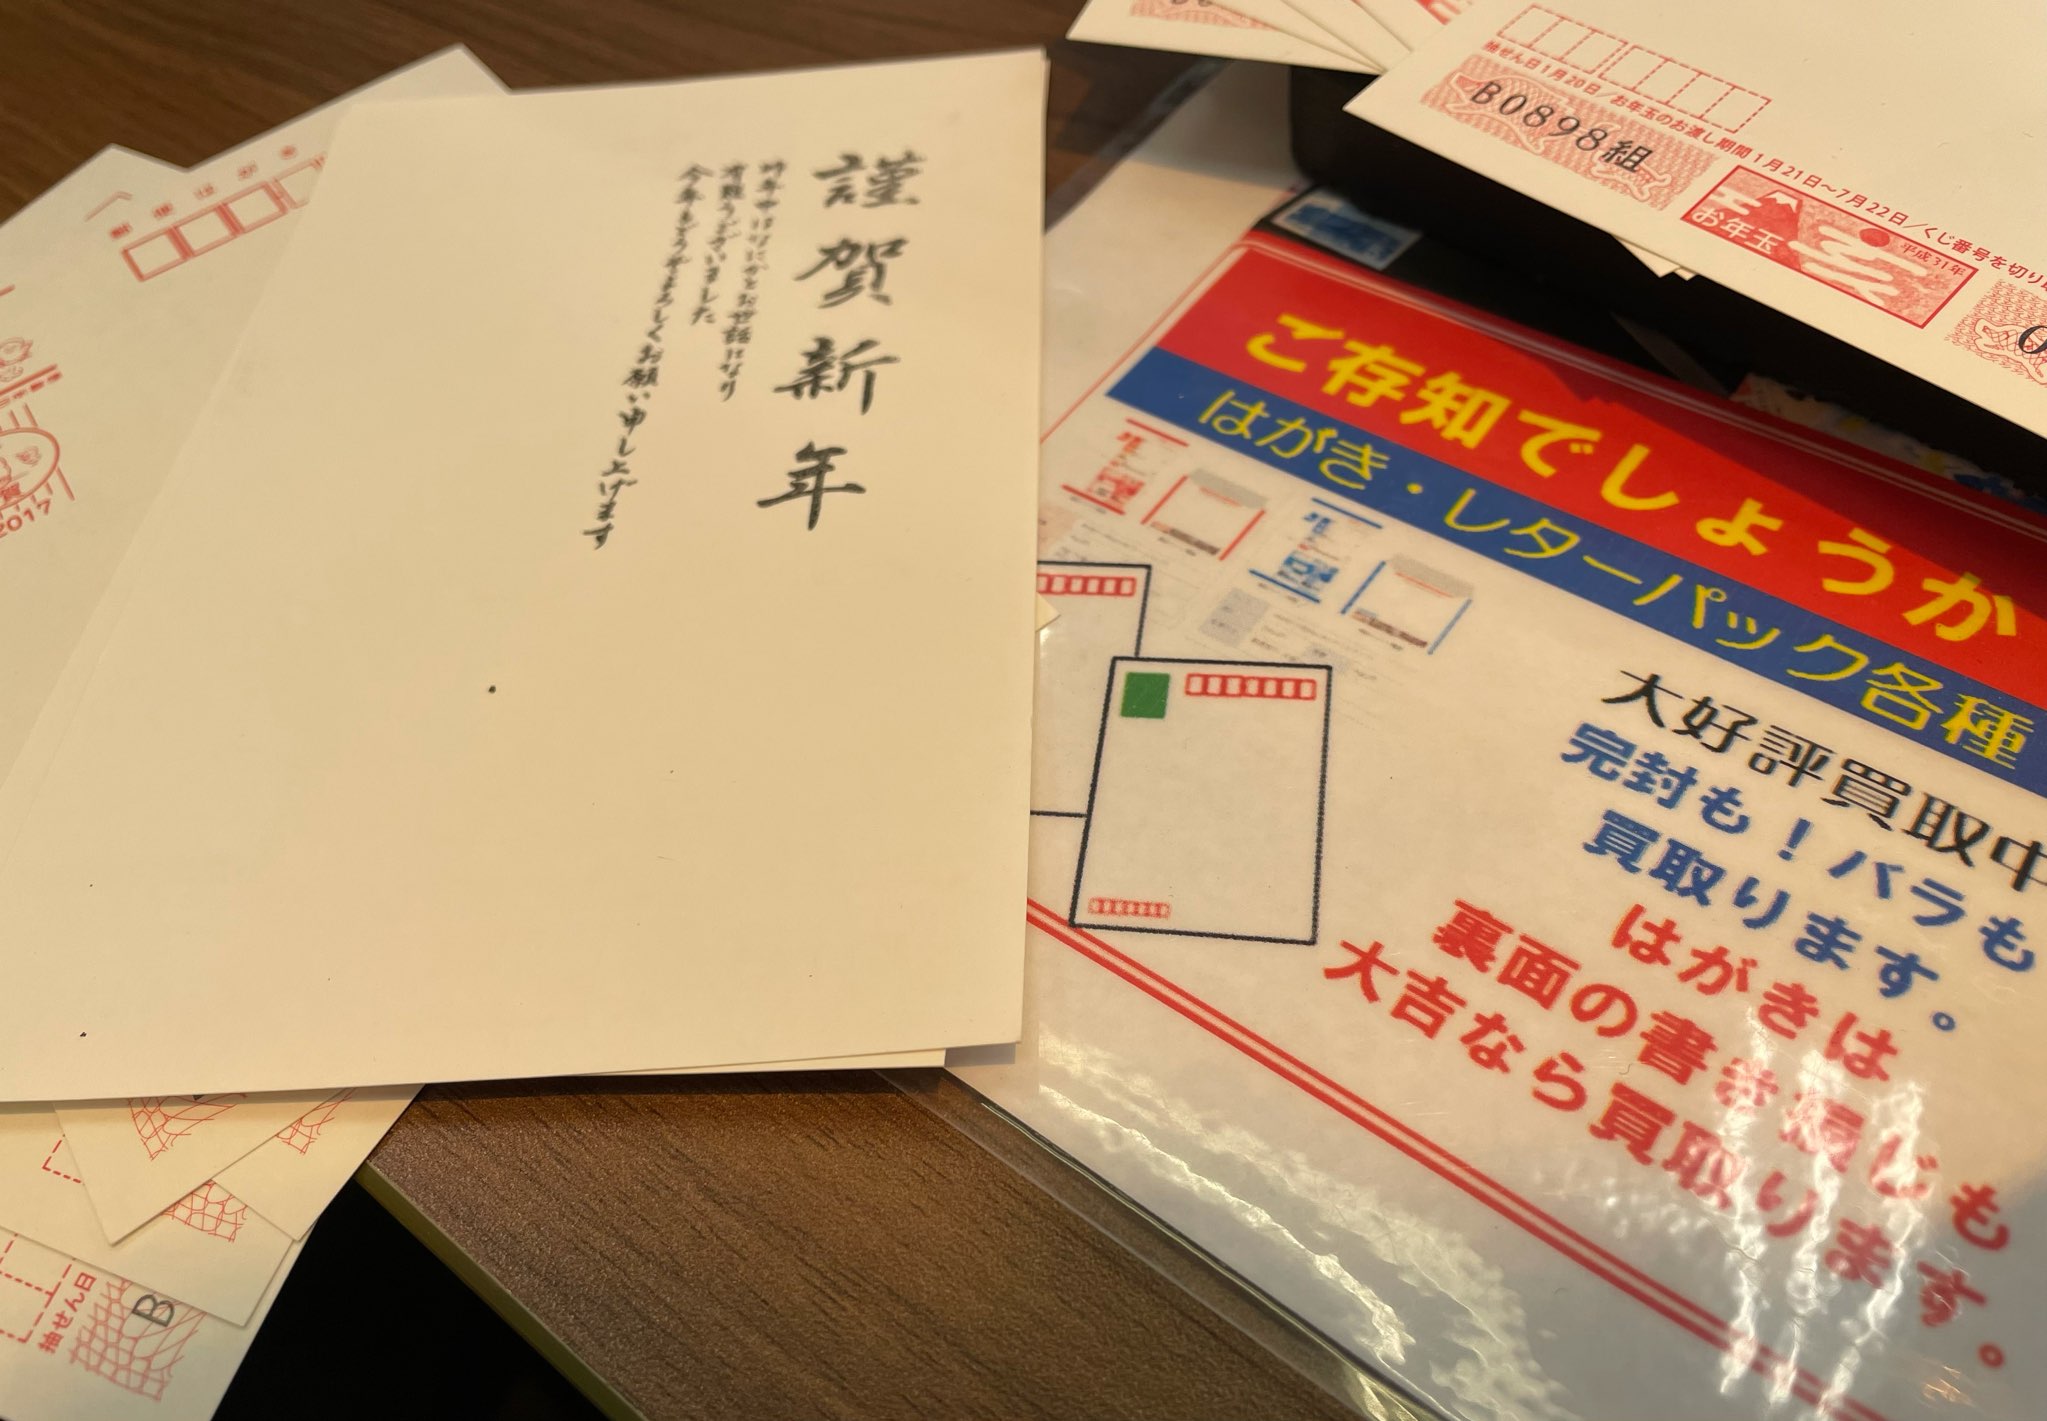 謹賀新年
昨年中はなにかとお世話になり
有難うございました
今年もどうぞよろしくお願い申し上げます
2017
抽せん日
B
抽せん日1月20日/お年玉のお渡し期間1月21日~7月22日/くじ番号を切り
B0898組
お年玉
平成31年
ご存知でしょうか
はがき・レターパック各種
大好評買取中
完封も!バラも
買取ります。
はがきは
裏面の書き損じも
大吉なら買取ります。